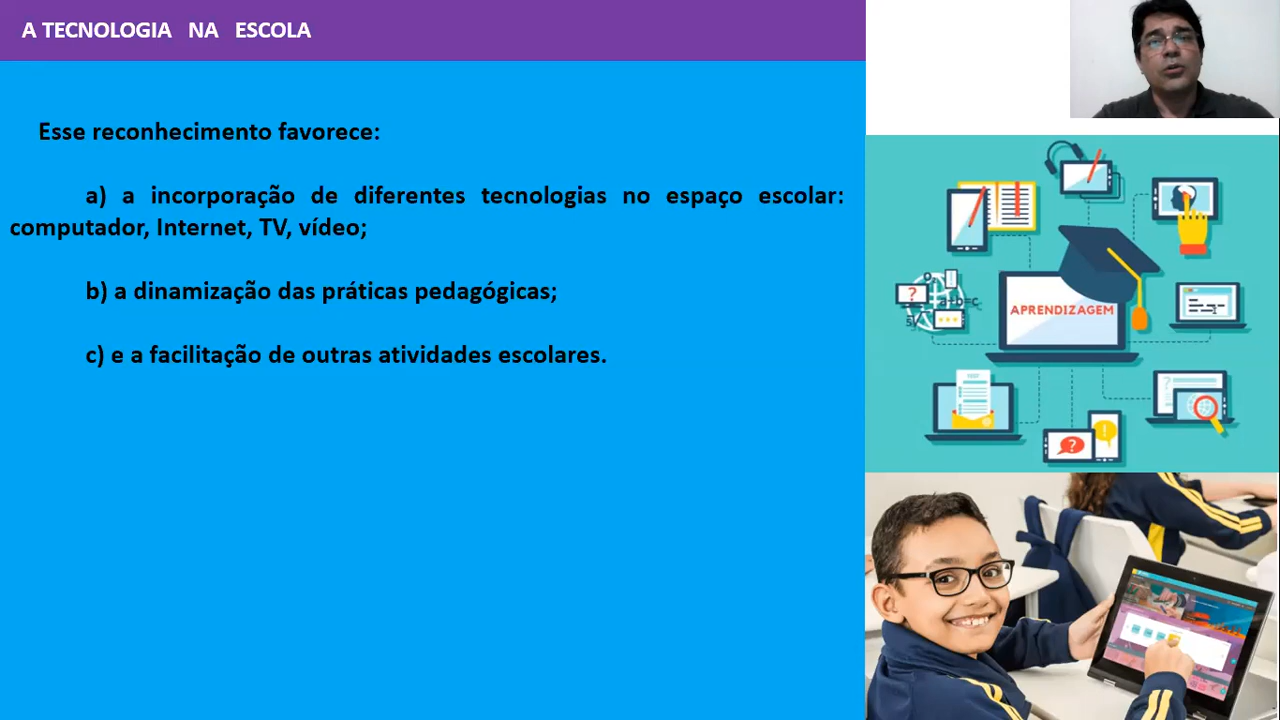 A TECNOLOGIA NA ESCOLA
Esse reconhecimento favorece:
a) a incorporação de diferentes tecnologias no espaço escolar:
computador, Internet, TV, vídeo;
b) a dinamização das práticas pedagógicas;
c) e a facilitação de outras atividades escolares.
a+b=c
APRENDIZAGEM